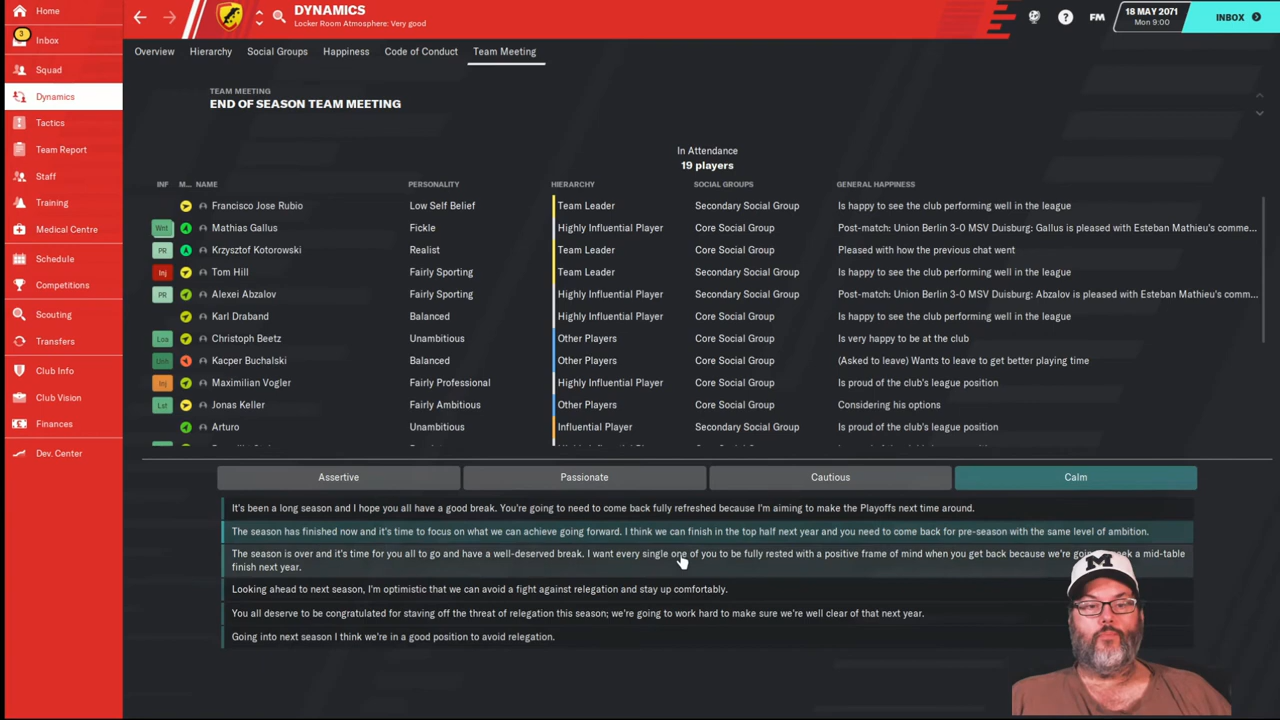 Home
3
Inbox
Squad
Dynamics
Tactics
Team Report
Staff
Training
Medical Centre
Schedule
Competitions
Scouting
Transfers
Club Info
Club Vision
Finances
Dev. Center
DYNAMICS
Locker Room Atmosphere: Very good
?
FM
18 MAY 2071
Mon 9:00
INBOX
Overview Hierarchy Social Groups Happiness Code of Conduct Team Meeting
TEAM MEETING
END OF SEASON TEAM MEETING
In Attendance
19 players
INF M... NAME PERSONALITY HIERARCHY SOCIAL GROUPS GENERAL HAPPINESS
Francisco Jose Rubio Low Self Belief Team Leader Secondary Social Group Is happy to see the club performing well in the league
Wnt Mathias Gallus Fickle Highly Influential Player Core Social Group Post-match: Union Berlin 3-0 MSV Duisburg: Gallus is pleased with Esteban Mathieu's comme...
PR Krzysztof Kotorowski Realist Team Leader Core Social Group Pleased with how the previous chat went
Inj Tom Hill Fairly Sporting Team Leader Secondary Social Group Is happy to see the club performing well in the league
PR Alexei Abzalov Fairly Sporting Highly Influential Player Secondary Social Group Post-match: Union Berlin 3-0 MSV Duisburg: Abzalov is pleased with Esteban Mathieu's comm...
Karl Draband Balanced Highly Influential Player Core Social Group Is happy to see the club performing well in the league
Loa Christoph Beetz Unambitious Other Players Core Social Group Is very happy to be at the club
Unh Kacper Buchalski Balanced Other Players Core Social Group (Asked to leave) Wants to leave to get better playing time
Inj Maximilian Vogler Fairly Professional Highly Influential Player Core Social Group Is proud of the club's league position
Lst Jonas Keller Fairly Ambitious Other Players Core Social Group Considering his options
Arturo Unambitious Influential Player Secondary Social Group Is proud of the club's league position
Assertive Passionate Cautious Calm
It's been a long season and I hope you all have a good break. You're going to need to come back fully refreshed because I'm aiming to make the Playoffs next time around.
The season has finished now and it's time to focus on what we can achieve going forward. I think we can finish in the top half next year and you need to come back for pre-season with the same level of ambition.
The season is over and it's time for you all to go and have a well-deserved break. I want every single one of you to be fully rested with a positive frame of mind when you get back because we're a mid-table
finish next year.
Looking ahead to next season, I'm optimistic that we can avoid a fight against relegation and stay up comfortably.
You all deserve to be congratulated for staving off the threat of relegation this season; we're going to work hard to make sure we're well clear of that next year.
Going into next season I think we're in a good position to avoid relegation.
M